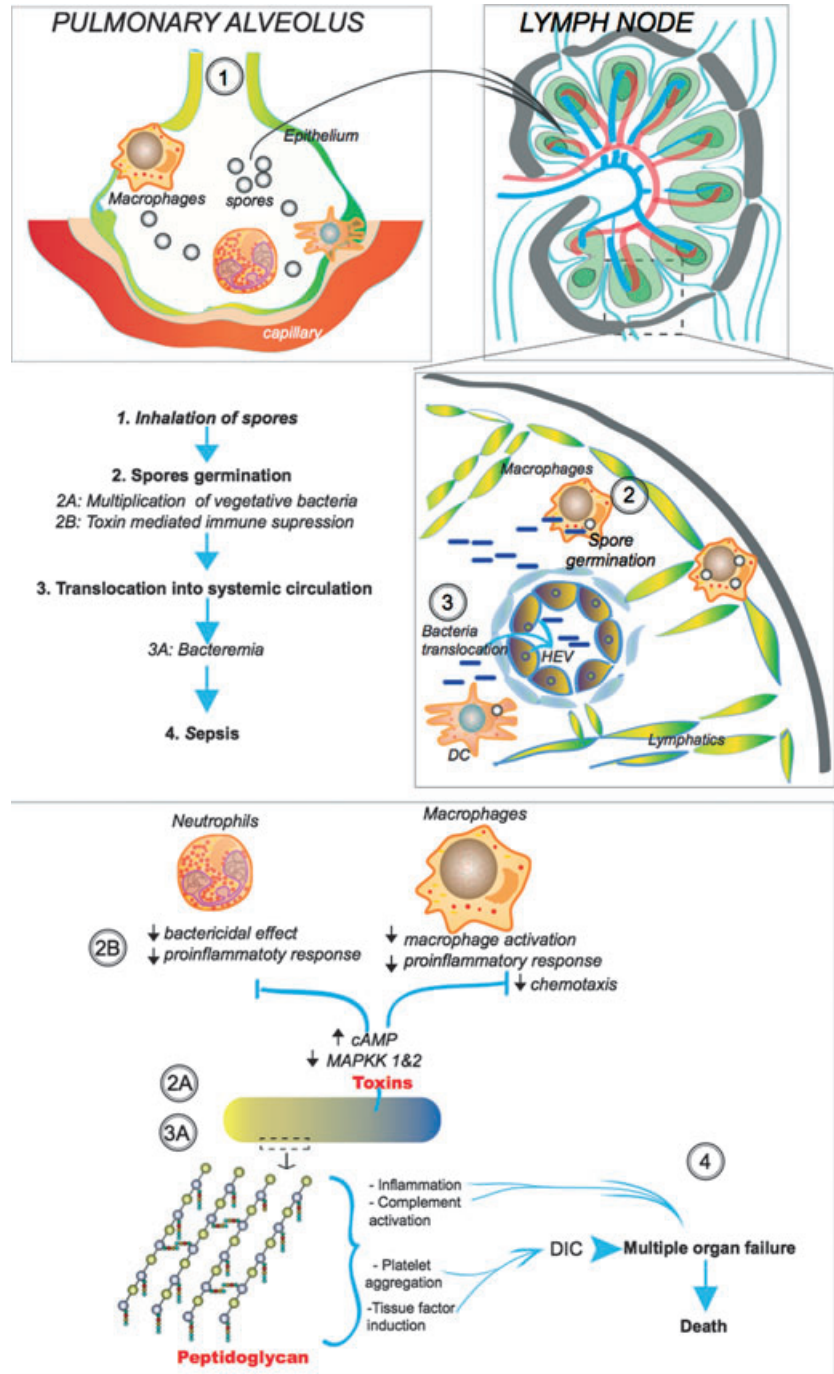 PULMONARY ALVEOLUS
1
Epithelium
Macrophages
spores
capillary
LYMPH NODE
1. Inhalation of spores
2. Spores germination
2A: Multiplication of vegetative bacteria
2B: Toxin mediated immune supression
3. Translocation into systemic circulation
3A: Bacteremia
4. Sepsis
Macrophages
2
Spore
germination
3
Bacteria
translocation
HEV
DC
Lymphatics
Neutrophils
Macrophages
2B
↓ bactericidal effect
↓ proinflammatoty response
↓ macrophage activation
↓ proinflammatory response
↓ chemotaxis
↑ cAMP
↓ MAPKK 1&2
Toxins
2A
3A
4
- Inflammation
- Complement
activation
- Platelet
aggregation
-Tissue factor
induction
DIC
Multiple organ failure
Death
Peptidoglycan